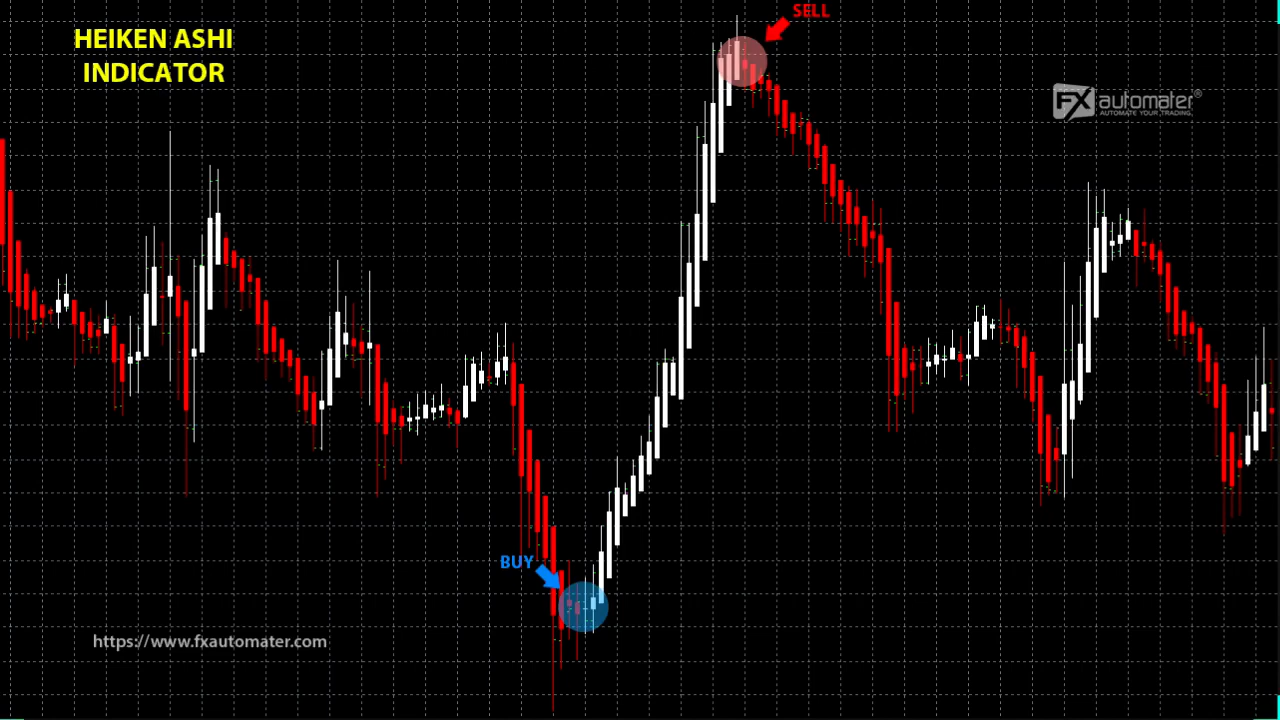 HEIKEN ASHI
INDICATOR
SELL
FX automater®
AUTOMATE YOUR TRADING
BUY
https://www.fxautomater.com